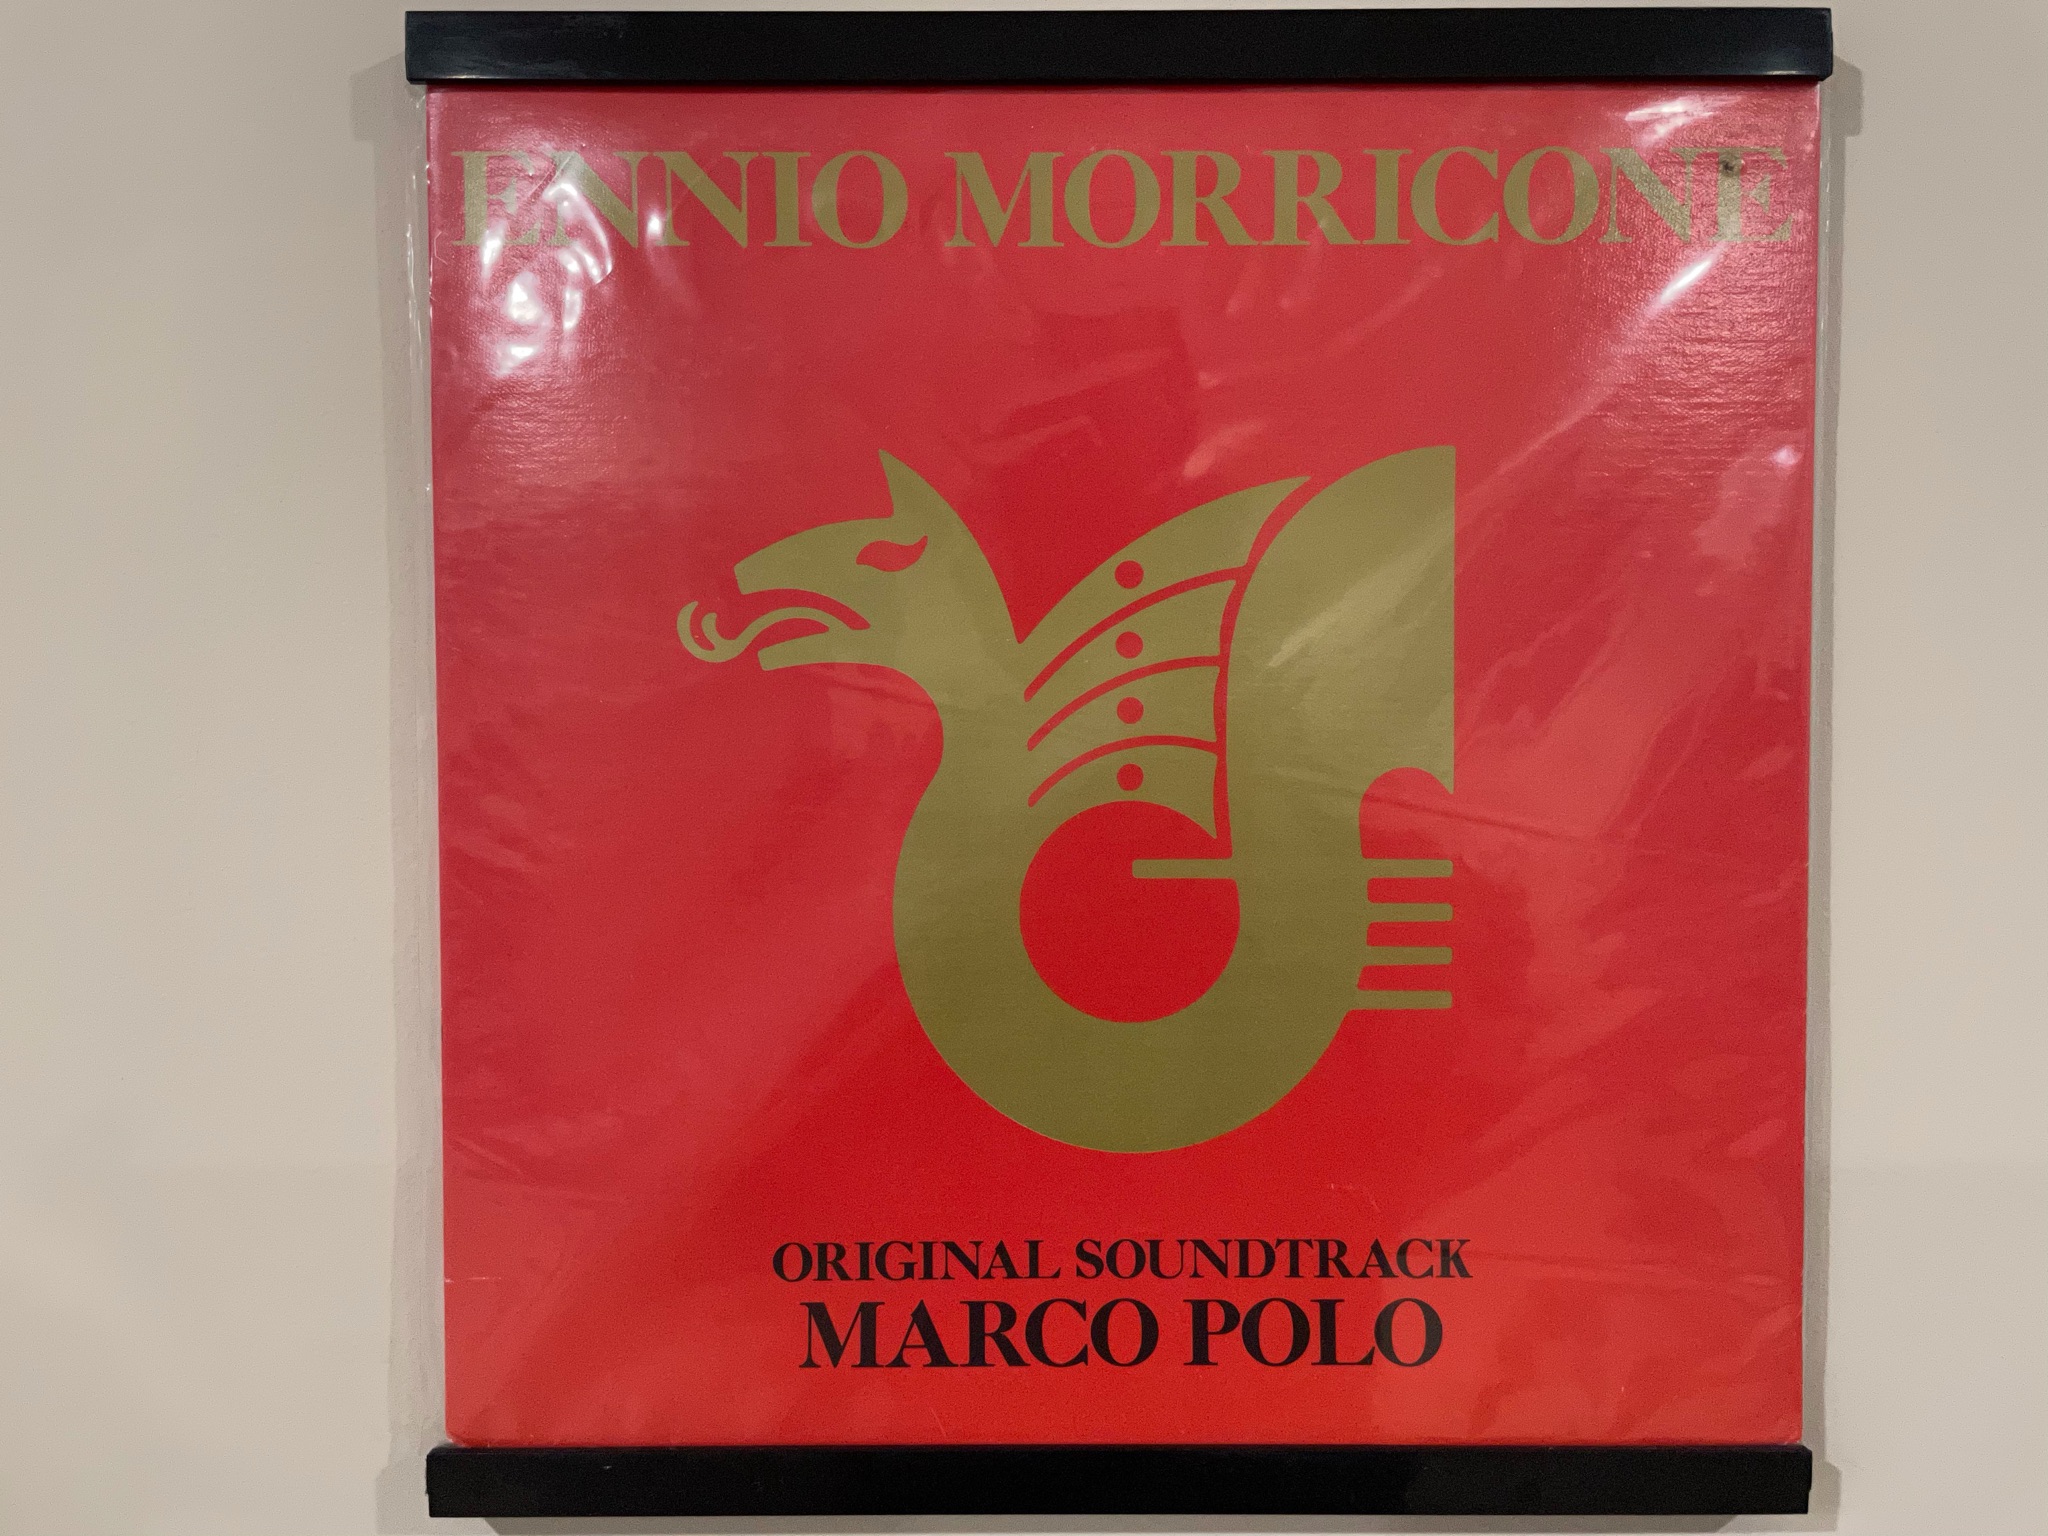 ENNIO MORRICONE
ORIGINAL SOUNDTRACK
MARCO POLO